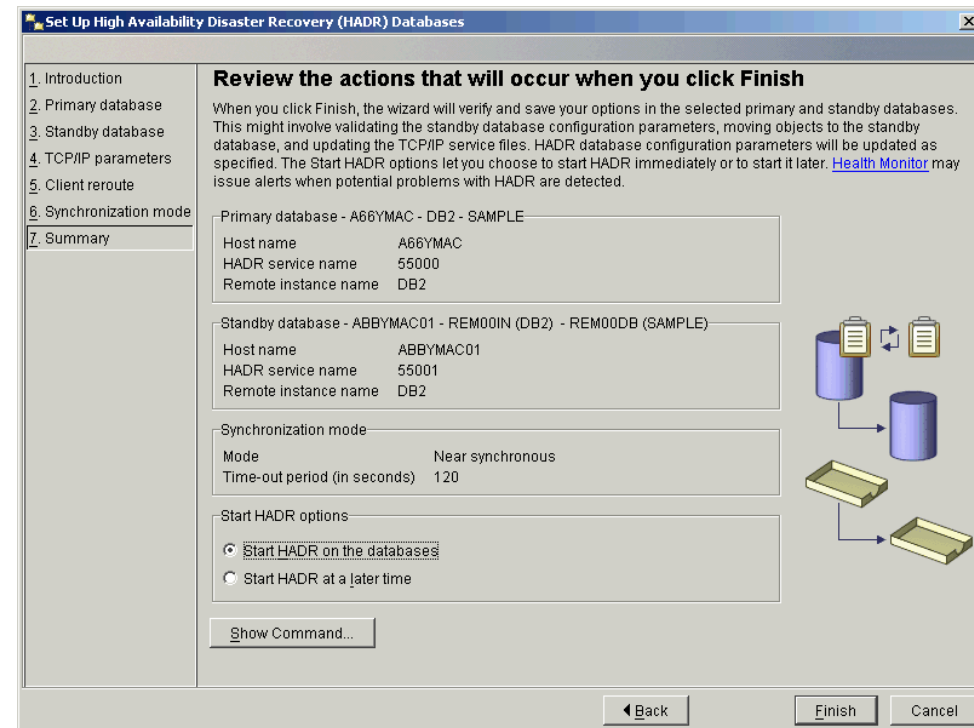 Set Up High Availability Disaster Recovery (HADR) Databases
1. Introduction
2. Primary database
3. Standby database
4. TCP/IP parameters
5. Client reroute
6. Synchronization mode
7. Summary
Review the actions that will occur when you click Finish
When you click Finish, the wizard will verify and save your options in the selected primary and standby databases.
This might involve validating the standby database configuration parameters, moving objects to the standby
database, and updating the TCP/IP service files. HADR database configuration parameters will be updated as
specified. The Start HADR options let you choose to start HADR immediately or to start it later. Health Monitor may
issue alerts when potential problems with HADR are detected.
Primary database - A66YMAC - DB2 - SAMPLE
Host name A66YMAC
HADR service name 55000
Remote instance name DB2
Standby database - ABBYMAC01 - REM00IN (DB2) - REM00DB (SAMPLE)
Host name ABBYMAC01
HADR service name 55001
Remote instance name DB2
Synchronization mode
Mode Near synchronous
Time-out period (in seconds) 120
Start HADR options
Start HADR on the databases
Start HADR at a later time
Show Command...
Back
Finish
Cancel